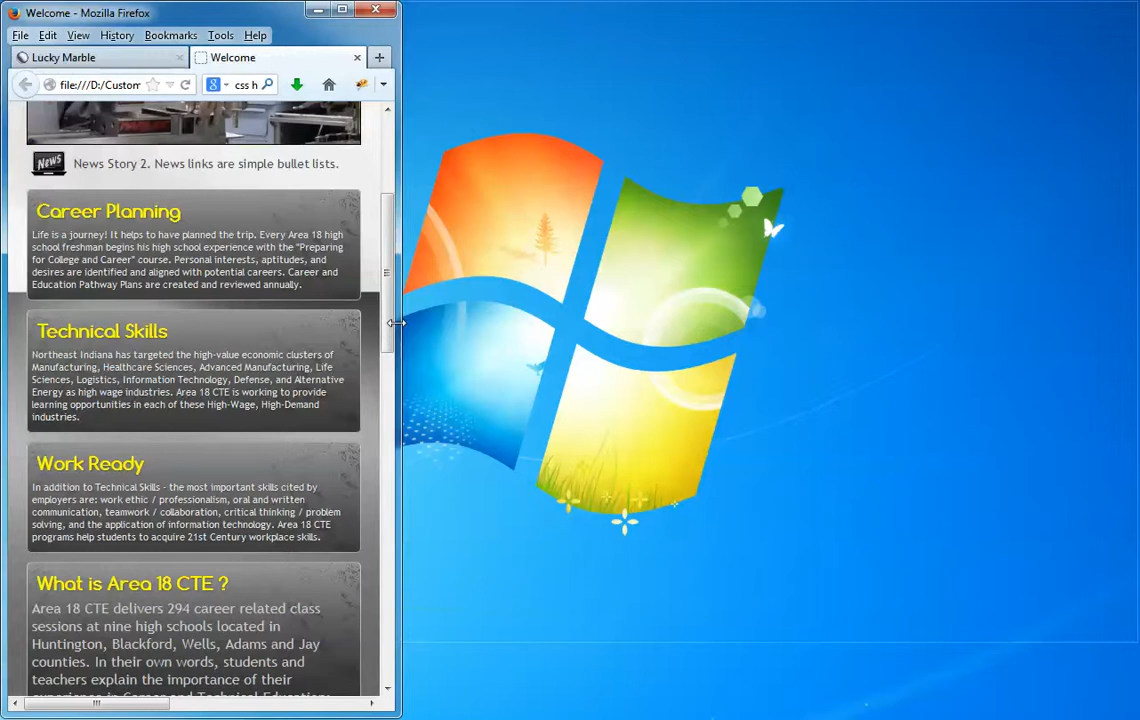 Welcome - Mozilla Firefox
File Edit View History Bookmarks Tools Help
Lucky Marble
Welcome
file:///D:/Custom
css h
News
News Story 2. News links are simple bullet lists.
Career Planning
Life is a journey! It helps to have planned the trip. Every Area 18 high
school freshman begins his high school experience with the "Preparing
for College and Career" course. Personal interests, aptitudes, and
desires are identified and aligned with potential careers. Career and
Education Pathway Plans are created and reviewed annually.
Technical Skills
Northeast Indiana has targeted the high-value economic clusters of
Manufacturing, Healthcare Sciences, Advanced Manufacturing, Life
Sciences, Logistics, Information Technology, Defense, and Alternative
Energy as high wage industries. Area 18 CTE is working to provide
learning opportunities in each of these High-Wage, High-Demand
industries.
Work Ready
In addition to Technical Skills - the most important skills cited by
employers are: work ethic / professionalism, oral and written
communication, teamwork / collaboration, critical thinking / problem
solving, and the application of information technology. Area 18 CTE
programs help students to acquire 21st Century workplace skills.
What is Area 18 CTE ?
Area 18 CTE delivers 294 career related class
sessions at nine high schools located in
Huntington, Blackford, Wells, Adams and Jay
counties. In their own words, students and
teachers explain the importance of their
experience in Career and Technical Education: